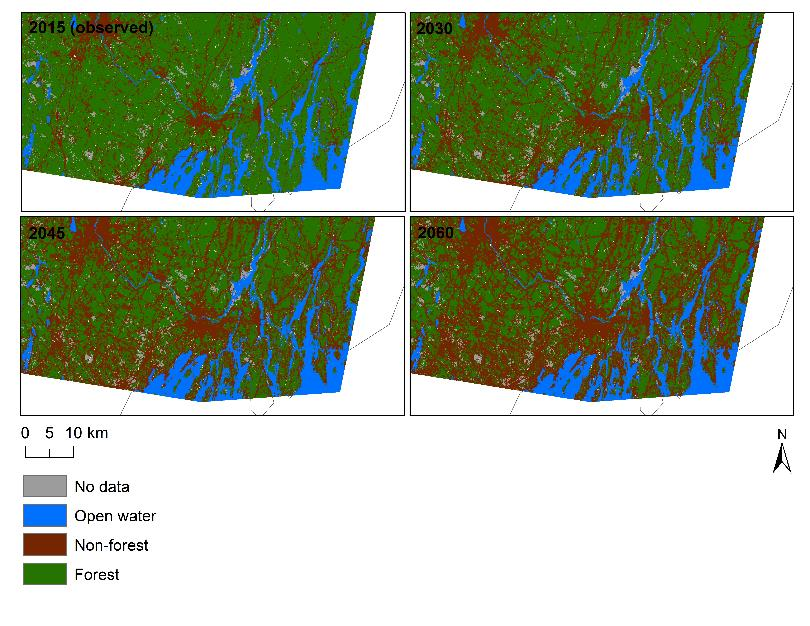 2015 (observed)
2030
2045
2060
0 5 10 km
N
No data
Open water
Non-forest
Forest